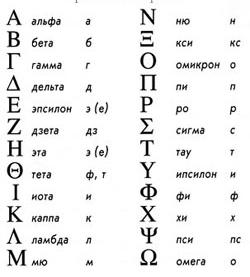 Α альфа а Ν ню н
Β бета б Ξ кси кс
Γ гамма г Ο омикрон о
Δ дельта д Π пи п
Ε эпсилон э (е) Ρ ро р
Ζ дзета дз Σ сигма с
Η эта э (е) Τ тау т
Θ тета ф, т Υ ипсилон и
Ι иота и Φ фи ф
Κ каппа к Χ хи х
Λ ламбда л Ψ пси пс
Μ мю м Ω омега о